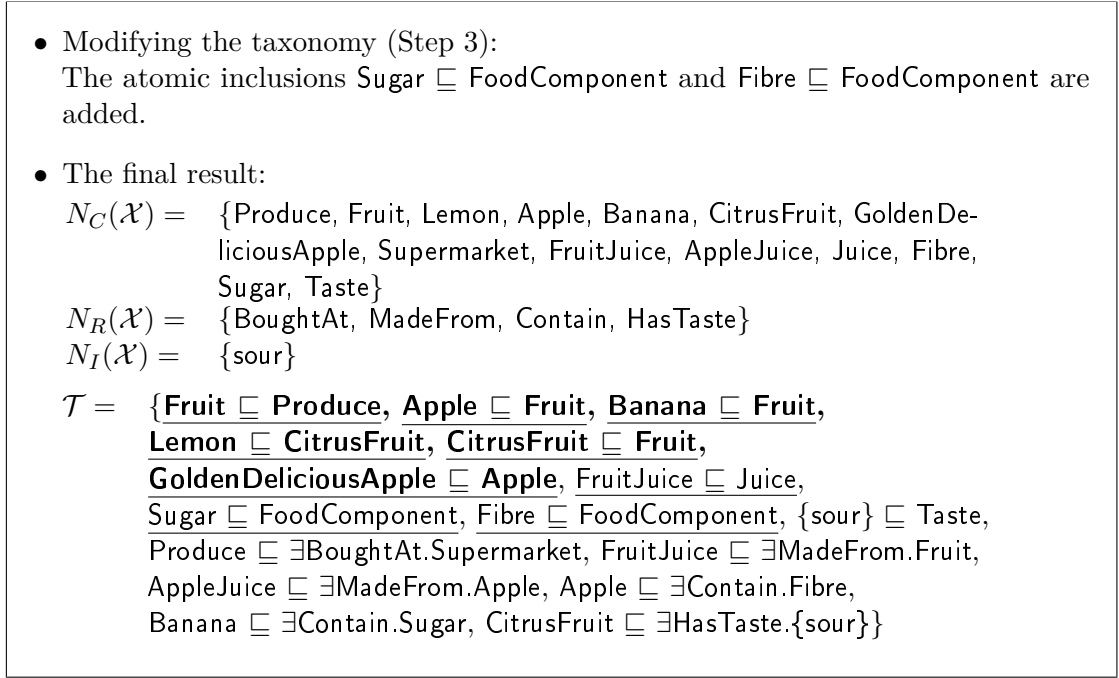 • Modifying the taxonomy (Step 3):
The atomic inclusions Sugar ⊑ FoodComponent and Fibre ⊑ FoodComponent are
added.
• The final result:
N_C(𝒳) = {Produce, Fruit, Lemon, Apple, Banana, CitrusFruit, GoldenDe-
liciousApple, Supermarket, FruitJuice, AppleJuice, Juice, Fibre,
Sugar, Taste}
N_R(𝒳) = {BoughtAt, MadeFrom, Contain, HasTaste}
N_I(𝒳) = {sour}
𝒯 = {Fruit ⊑ Produce, Apple ⊑ Fruit, Banana ⊑ Fruit,
Lemon ⊑ CitrusFruit, CitrusFruit ⊑ Fruit,
GoldenDeliciousApple ⊑ Apple, FruitJuice ⊑ Juice,
Sugar ⊑ FoodComponent, Fibre ⊑ FoodComponent, {sour} ⊑ Taste,
Produce ⊑ ∃BoughtAt.Supermarket, FruitJuice ⊑ ∃MadeFrom.Fruit,
AppleJuice ⊑ ∃MadeFrom.Apple, Apple ⊑ ∃Contain.Fibre,
Banana ⊑ ∃Contain.Sugar, CitrusFruit ⊑ ∃HasTaste.{sour}}